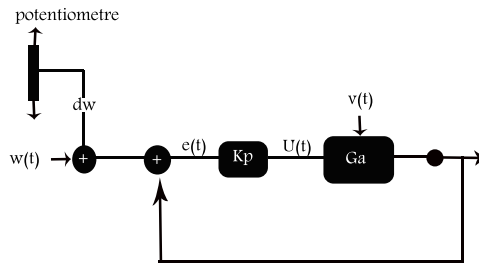 potentiometre
dw
v(t)
w(t)
+
+
e(t)
Kp
U(t)
Ga